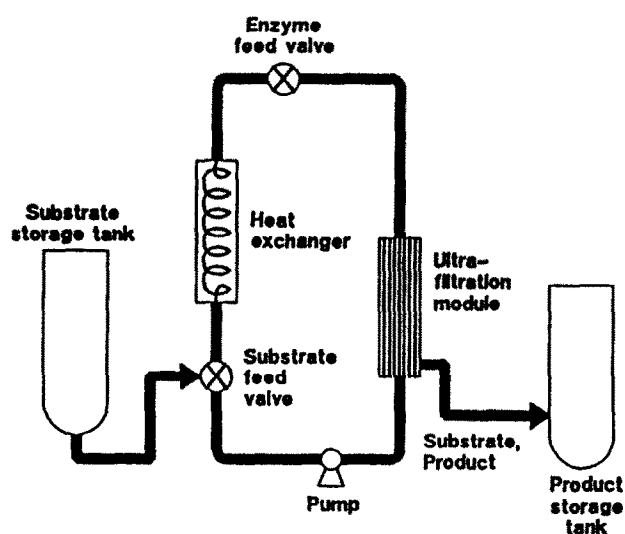 Enzyme
feed valve
Substrate
storage tank
Heat
exchanger
Ultra-
filtration
module
Substrate
feed
valve
Substrate,
Product
Pump
Product
storage
tank